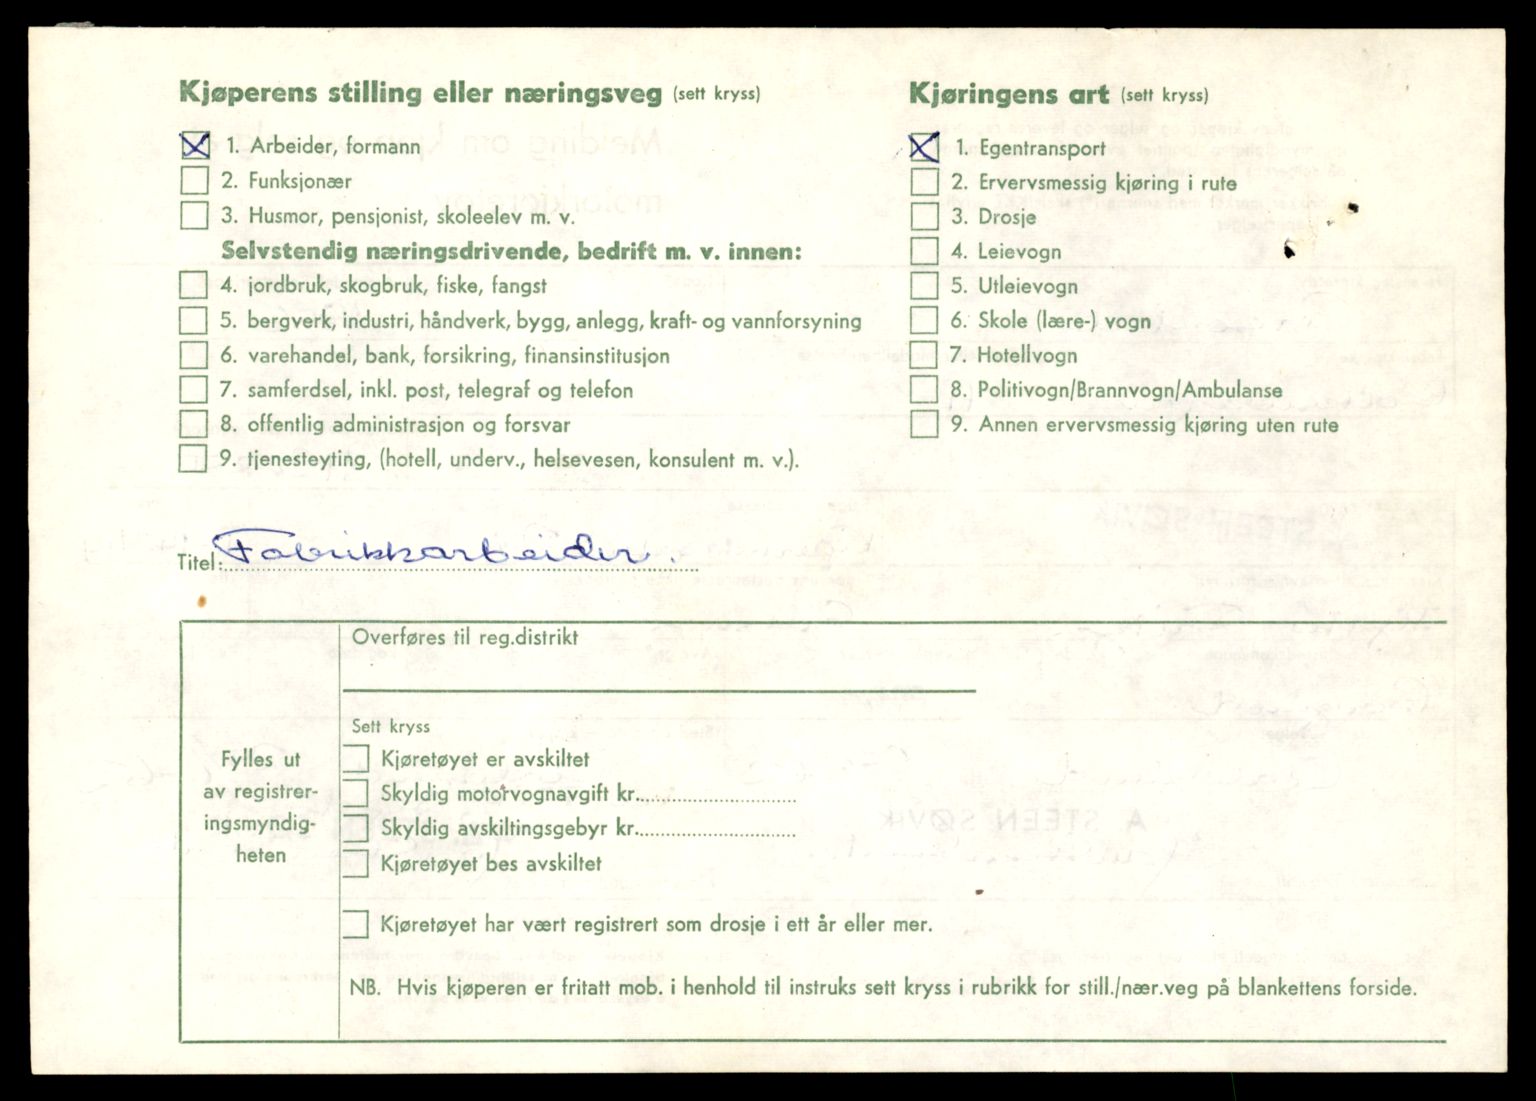 Kjøperens stilling eller næringsveg (sett kryss)
1. Arbeider, formann
2. Funksjonær
3. Husmor, pensjonist, skoleelev m. v.
Selvstendig næringsdrivende, bedrift m. v. innen:
4. jordbruk, skogbruk, fiske, fangst
5. bergverk, industri, håndverk, bygg, anlegg, kraft- og vannforsyning
6. varehandel, bank, forsikring, finansinstitusjon
7. samferdsel, inkl. post, telegraf og telefon
8. offentlig administrasjon og forsvar
9. tjenesteyting, (hotell, underv., helsevesen, konsulent m. v.).
Kjøringens art (sett kryss)
1. Egentransport
2. Ervervsmessig kjøring i rute
3. Drosje
4. Leievogn
5. Utleievogn
6. Skole (lære-) vogn
7. Hotellvogn
8. Politivogn/Brannvogn/Ambulanse
9. Annen ervervsmessig kjøring uten rute
Titel: Fabrikkarbeider.
Fylles ut
av registrer-
ingsmyndig-
heten
Overføres til reg.distrikt
Sett kryss
Kjøretøyet er avskiltet
Skyldig motorvognavgift kr.
Skyldig avskiltingsgebyr kr.
Kjøretøyet bes avskiltet
Kjøretøyet har vært registrert som drosje i ett år eller mer.
NB. Hvis kjøperen er fritatt mob. i henhold til instruks sett kryss i rubrikk for still./nær.veg på blankettens forside.